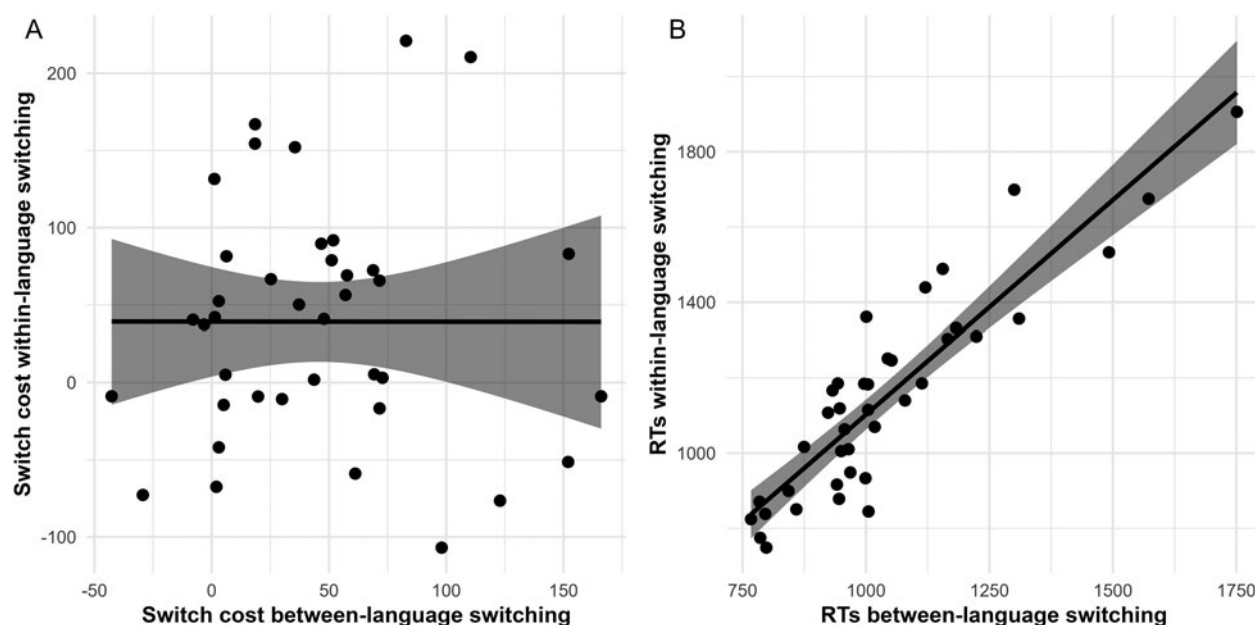 A
Switch cost within-language switching
200
100
0
-100
-50
0
50
100
150
Switch cost between-language switching
B
RTs within-language switching
1800
1400
1000
750
1000
1250
1500
1750
RTs between-language switching